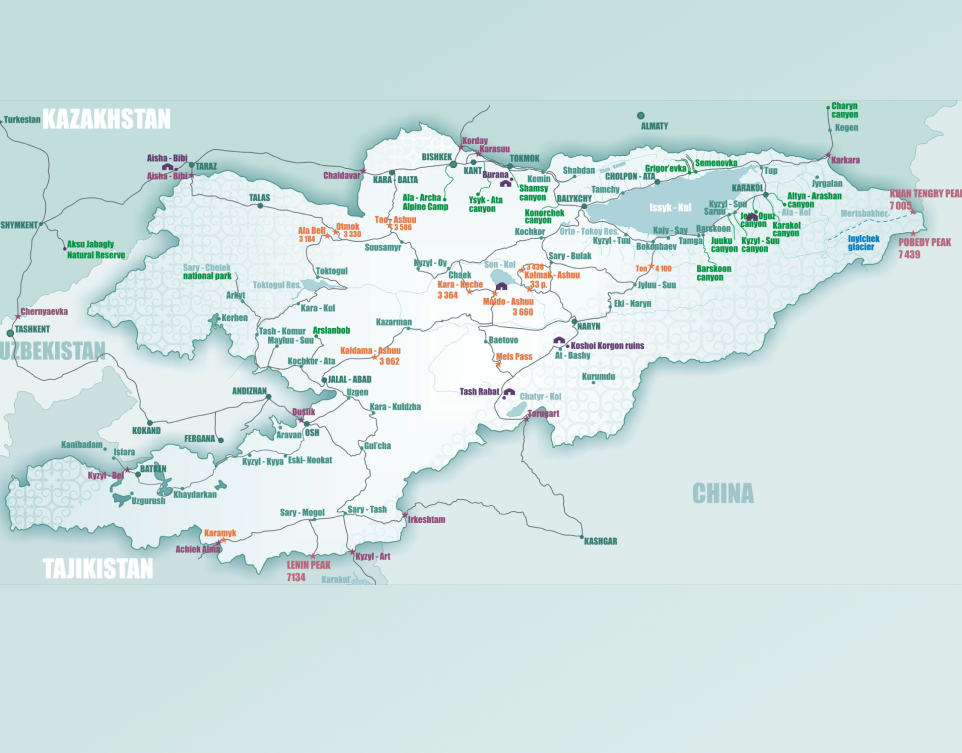 Turkestan
KAZAKHSTAN
Charyn
canyon
Kegen
ALMATY
Korday
Karasuu
BISHKEK
KANT
TOKMOK
Burana
Aisha - Bibi
TARAZ
Aisha - Bibi
Chaldavar
KARA - BALTA
Karkara
Semenovka
Grigor'evka
Shabdan
CHOLPON - ATA
Tup
Kemin
Tamchy
KARAKOL
Jyrgalan
Shamsy
canyon
Ala - Archa
Alpine Camp
Ysyk - Ata
canyon
BALYKCHY
Issyk - Kul
Altyn - Arashan
canyon
KHAN TENGRY PEAK
7 005
TALAS
Konorchek
canyon
Kyzyl - Suu
Saruu
Ala - Kol
Mertsbakher
SHYMKENT
Too - Ashuu
3 586
Otmok
3 330
Ala Bell
3 184
Kochkor
Orto - Tokoy Res.
Kajy - Say
Barskoon
Karakol
canyon
Kyzyl - Tuu
Tamga
Bokonbaev
Juuku
canyon
Kyzyl - Suu
canyon
Inylchek
glacier
POBEDY PEAK
7 439
Aksu Jabagly
Natural Reserve
Suusamyr
Sary - Bulak
Kyzyl - Oy
Son - Kol
Too
4 100
Barskoon
canyon
Sary - Chelek
national park
Toktogul
Chaek
3 438
Kalmak - Ashuu
33 p.
Toktogul Res.
Kara - Keche
3 364
Jyluu - Suu
Arkyt
Moldo - Ashuu
3 660
Eki - Naryn
Kara - Kul
Chernyaevka
Kerben
Kazarman
NARYN
TASHKENT
Tash - Komur
Arslanbob
Mayluu - Suu
Baetovo
Koshoi Korgon ruins
UZBEKISTAN
Kaldama - Ashuu
3 062
At - Bashy
Mels Pass
Kochkor - Ata
JALAL - ABAD
Kurumdu
ANDIZHAN
Uzgen
Tash Rabat
Chatyr - Kol
Dustlik
Kara - Kuldzha
Torugart
KOKAND
OSH
Aravan
FERGANA
Kanibadam
Isfara
Gul'cha
Kyzyl - Kyya
Eski- Nookat
BATKEN
Kyzyl - Bel
Khaydarkan
Uzgurush
CHINA
Sary - Mogol
Sary - Tash
Irkeshtam
Karamyk
KASHGAR
Achiek Alma
Kyzyl - Art
TAJIKISTAN
LENIN PEAK
7134
Karakul'